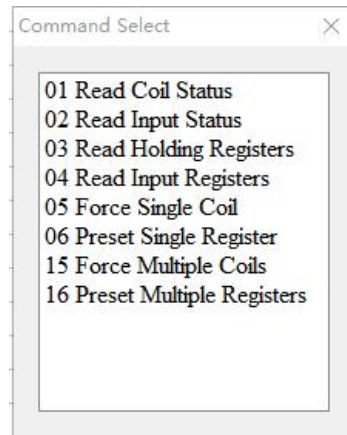 Command Select
01 Read Coil Status
02 Read Input Status
03 Read Holding Registers
04 Read Input Registers
05 Force Single Coil
06 Preset Single Register
15 Force Multiple Coils
16 Preset Multiple Registers